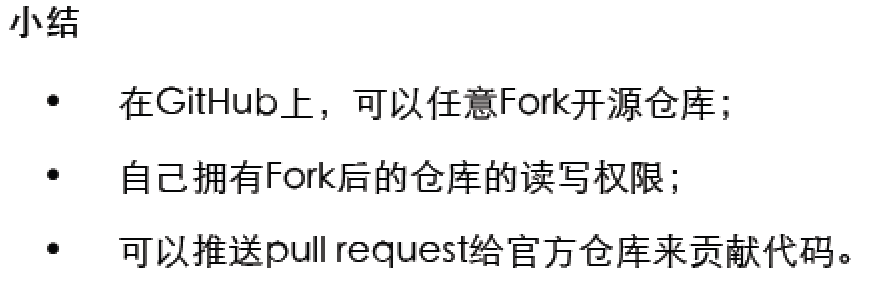 小结
• 在GitHub上，可以任意Fork开源仓库；
• 自己拥有Fork后的仓库的读写权限；
• 可以推送pull request给官方仓库来贡献代码。